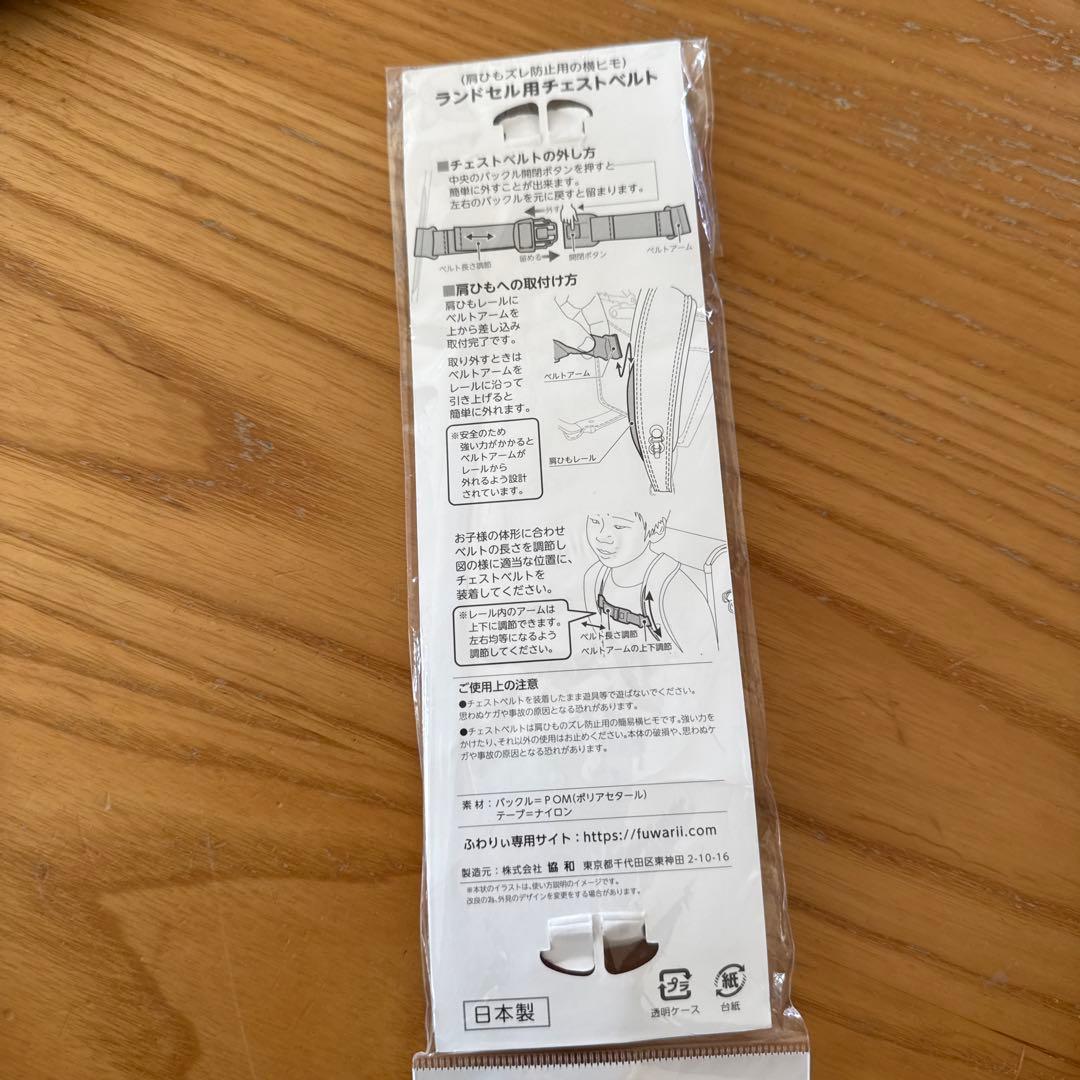 (肩ひもズレ防止用の横ヒモ)
ランドセル用チェストベルト
■チェストベルトの外し方
中央のバックル開閉ボタンを押すと
簡単に外すことが出来ます。
左右のバックルを元に戻すと留まります。
外す
ベルト長さ調節
留める
開閉ボタン
ベルトアーム
■肩ひもへの取付け方
肩ひもレールに
ベルトアームを
上から差し込み
取付完了です。
取り外すときは
ベルトアームを
レールに沿って
引き上げると
簡単に外れます。
ベルトアーム
※安全のため
強い力がかかると
ベルトアームが
レールから
外れるよう設計
されています。
肩ひもレール
お子様の体形に合わせ
ベルトの長さを調節し
図の様に適当な位置に、
チェストベルトを
装着してください。
※レール内のアームは
上下に調節できます。
左右均等になるよう
調節してください。
ベルト長さ調節
ベルトアームの上下調節
ご使用上の注意
●チェストベルトを装着したまま遊具等で遊ばないでください。
思わぬケガや事故の原因となる恐れがあります。
●チェストベルトは肩ひものズレ防止用の簡易横ヒモです。強い力を
かけたり、それ以外の使用はお止めください。本体の破損や、思わぬケ
ガや事故の原因となる恐れがあります。
素材：バックル＝POM(ポリアセタール)
テープ＝ナイロン
ふわりぃ専用サイト：https://fuwarii.com
製造元：株式会社 協和 東京都千代田区東神田2-10-16
※本状のイラストは、使い方説明のイメージです。
改良の為、外見のデザインを変更をする場合があります。
日本製
プラ
透明ケース
紙
台紙